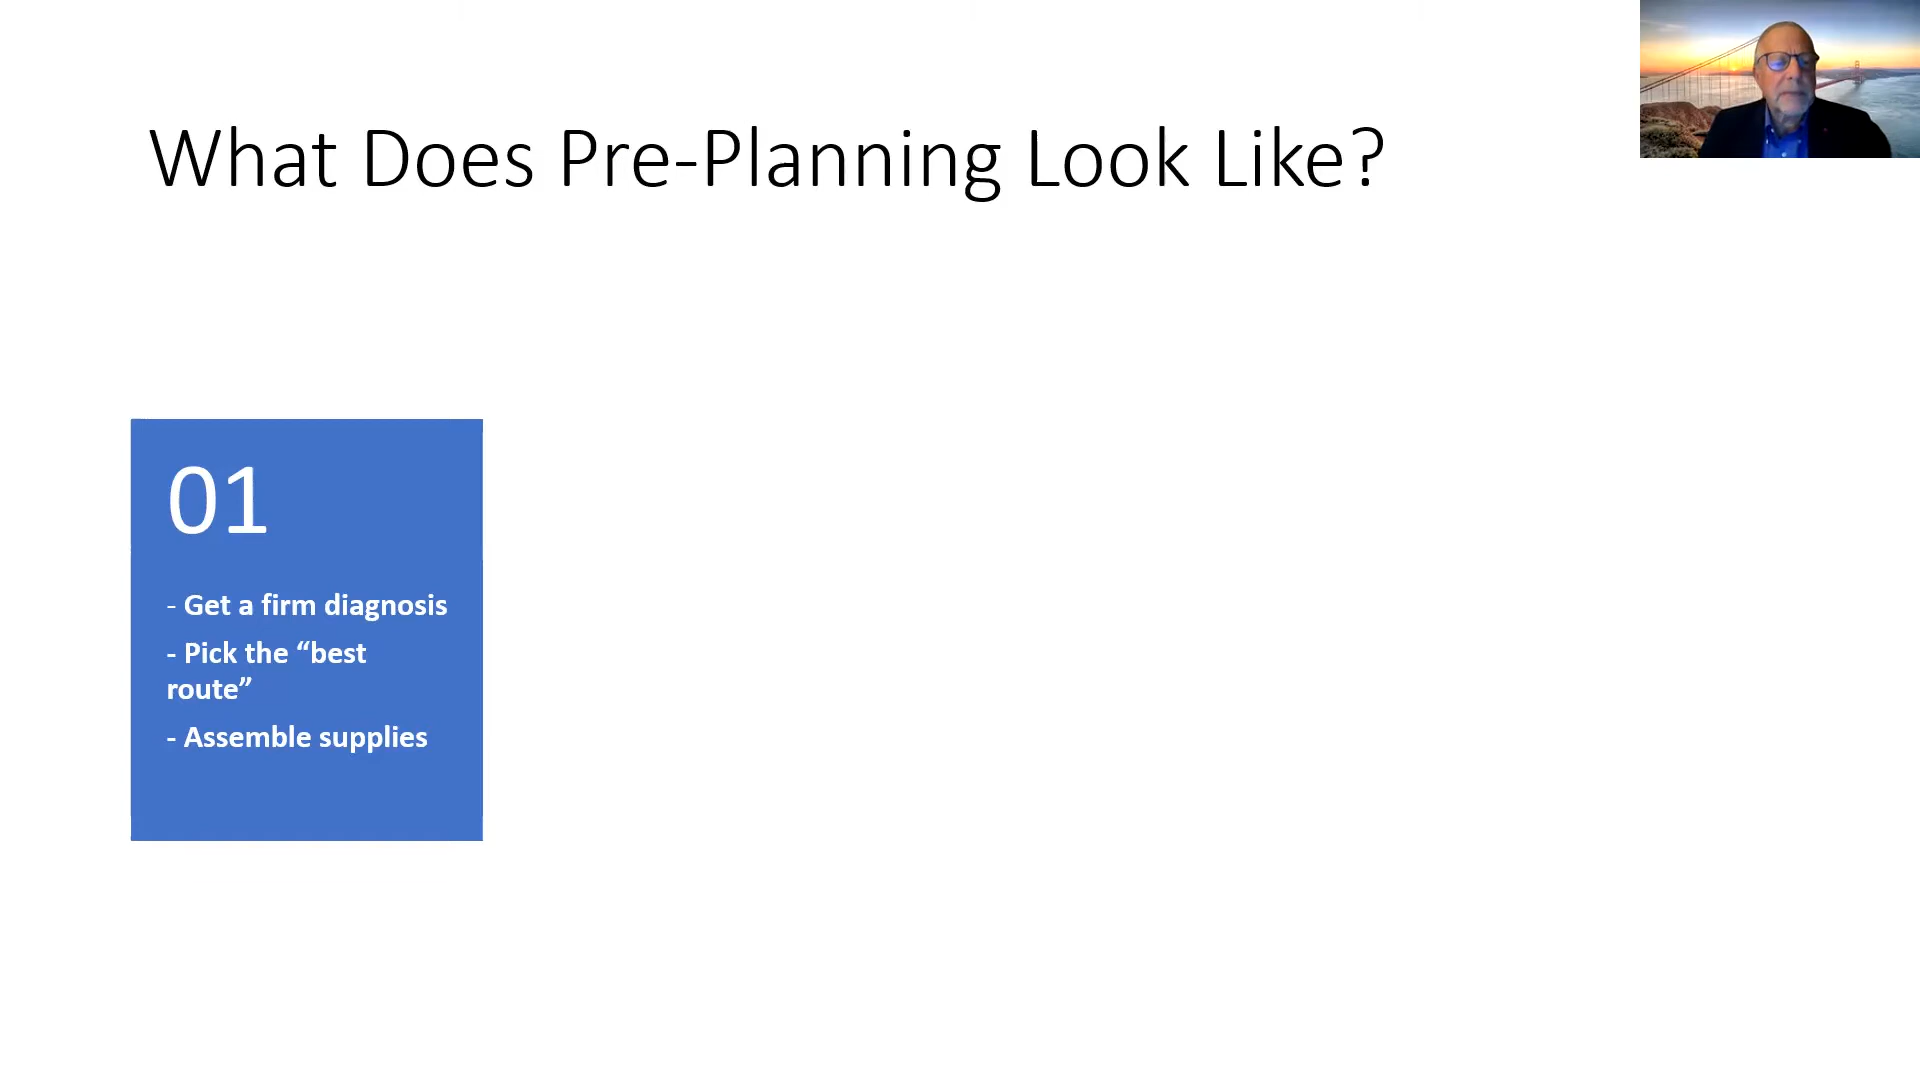 What Does Pre-Planning Look Like?
01
- Get a firm diagnosis
- Pick the “best
route”
- Assemble supplies